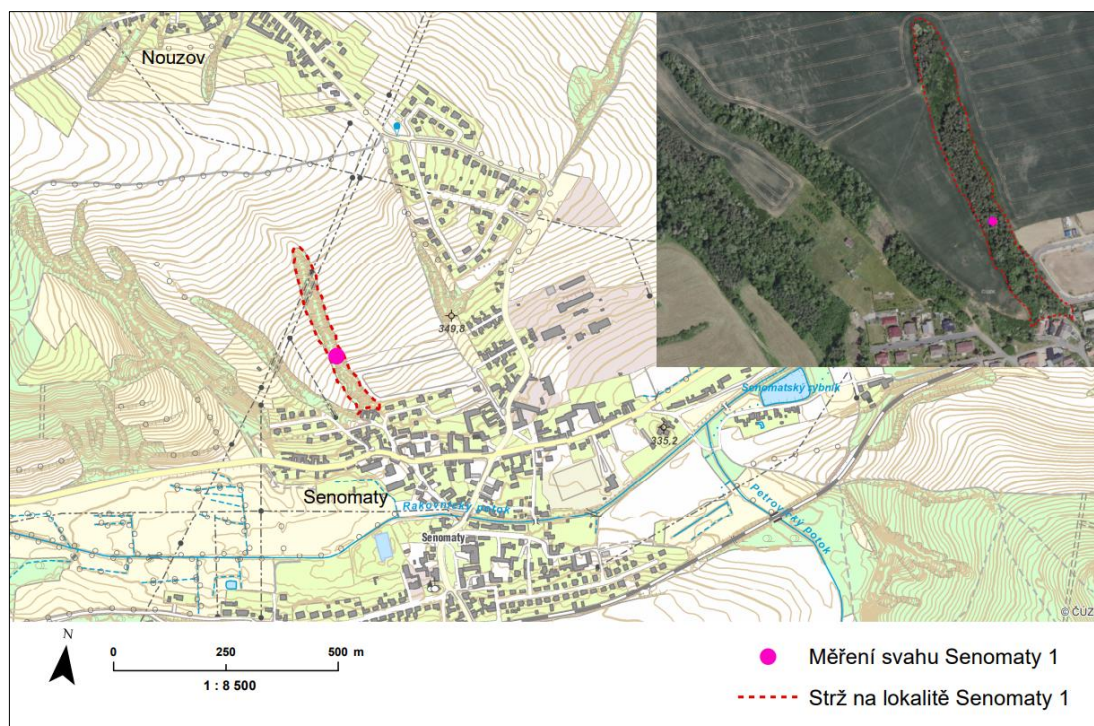 Nouzov
349,8
Senomatský rybník
335,2
Senomaty
Rakovnický potok
Petrovický potok
Senomaty
© ČÚZ
N
0 250 500 m
1 : 8 500
Měření svahu Senomaty 1
Strž na lokalitě Senomaty 1